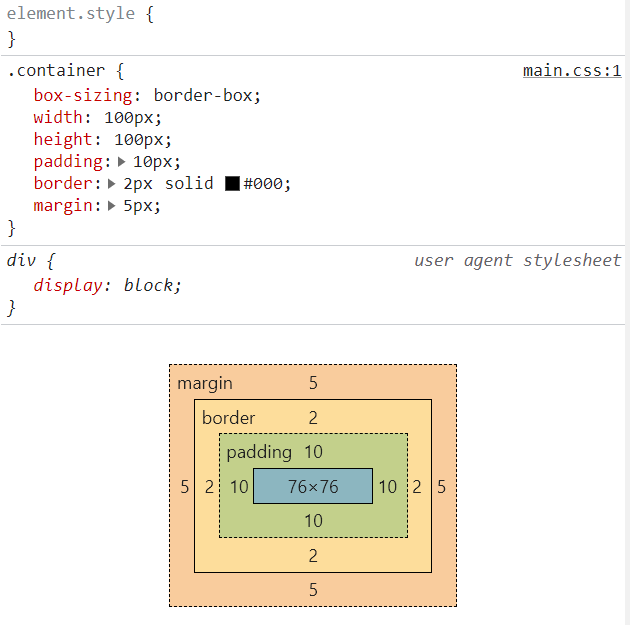 element.style {
}
.container { main.css:1
box-sizing: border-box;
width: 100px;
height: 100px;
padding: 10px;
border: 2px solid #000;
margin: 5px;
}
div { user agent stylesheet
display: block;
}
margin 5
border 2
padding 10
5 2 10 76×76 10 2 5
10
2
5